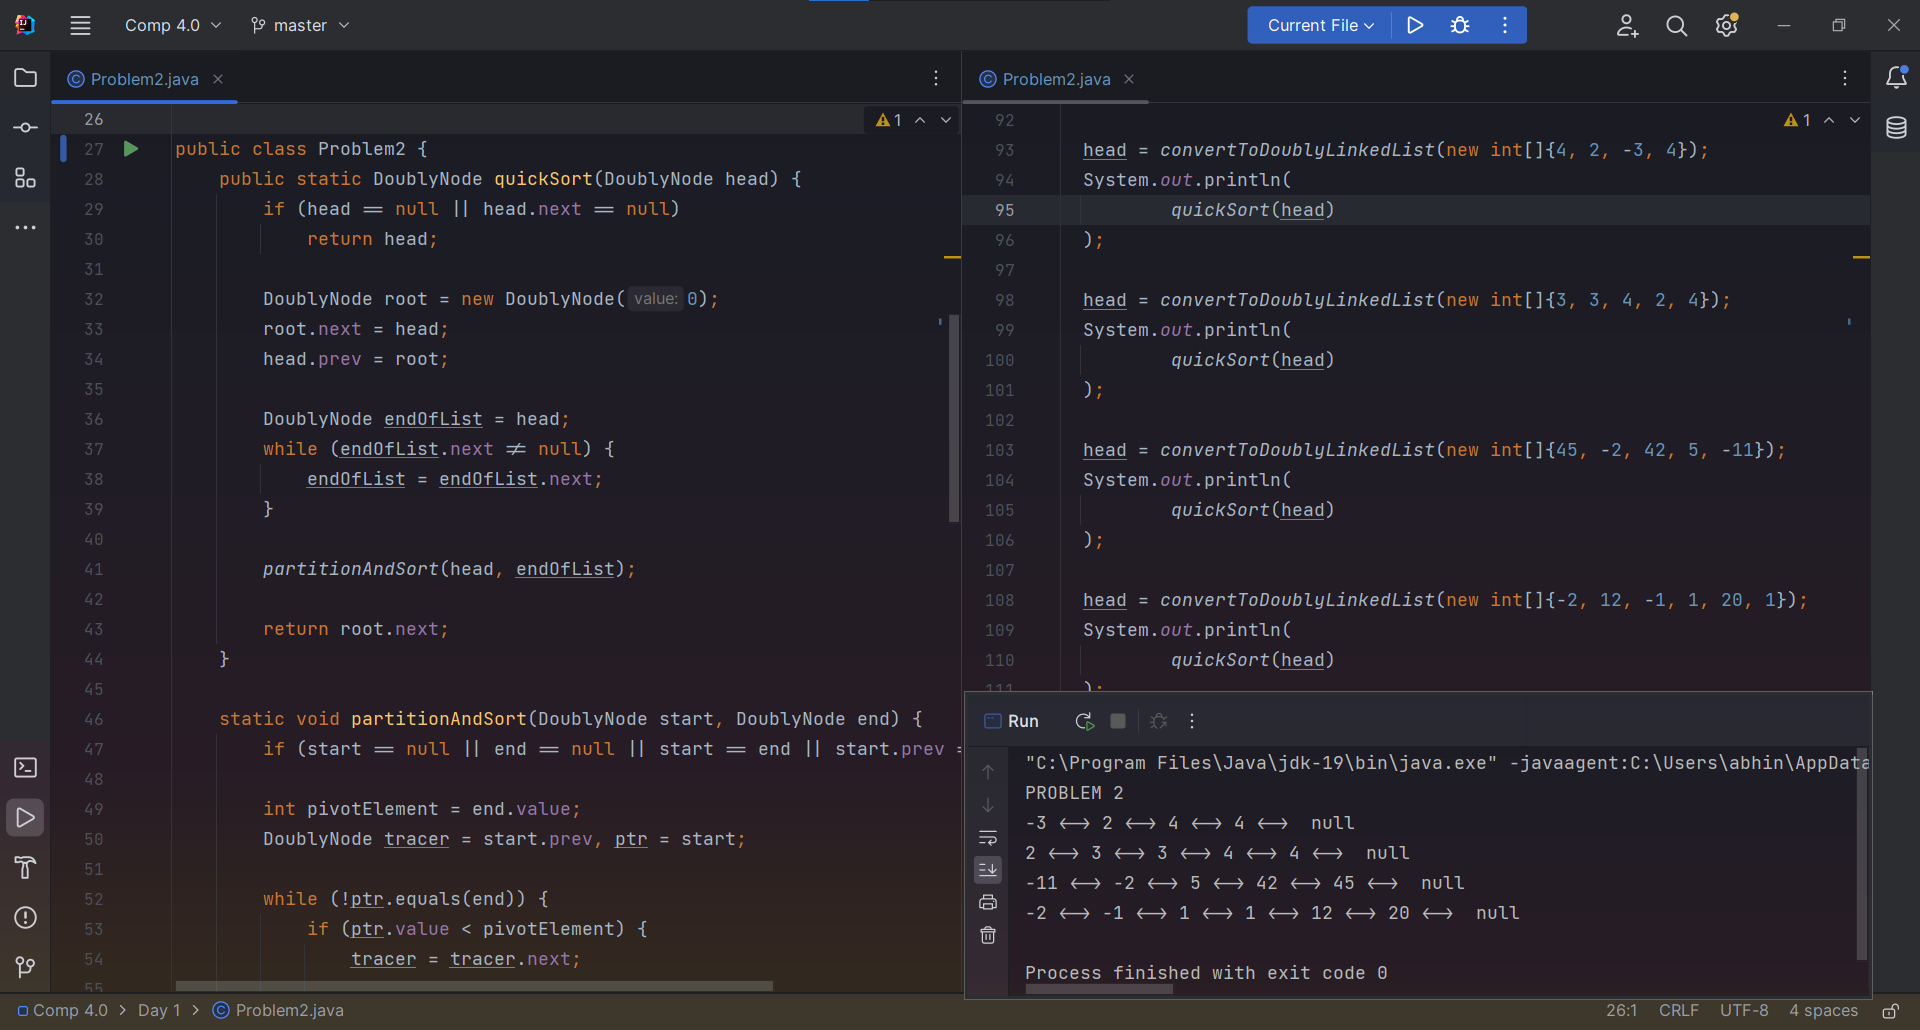 Comp 4.0 master Current File
Problem2.java
26 1
27 public class Problem2 {
28 public static DoublyNode quickSort(DoublyNode head) {
29 if (head == null || head.next == null)
30 return head;
31
32 DoublyNode root = new DoublyNode( value: 0);
33 root.next = head;
34 head.prev = root;
35
36 DoublyNode endOfList = head;
37 while (endOfList.next != null) {
38 endOfList = endOfList.next;
39 }
40
41 partitionAndSort(head, endOfList);
42
43 return root.next;
44 }
45
46 static void partitionAndSort(DoublyNode start, DoublyNode end) {
47 if (start == null || end == null || start == end || start.prev =
48
49 int pivotElement = end.value;
50 DoublyNode tracer = start.prev, ptr = start;
51
52 while (!ptr.equals(end)) {
53 if (ptr.value < pivotElement) {
54 tracer = tracer.next;
55
Problem2.java
92 1
93 head = convertToDoublyLinkedList(new int[]{4, 2, -3, 4});
94 System.out.println(
95 quickSort(head)
96 );
97
98 head = convertToDoublyLinkedList(new int[]{3, 3, 4, 2, 4});
99 System.out.println(
100 quickSort(head)
101 );
102
103 head = convertToDoublyLinkedList(new int[]{45, -2, 42, 5, -11});
104 System.out.println(
105 quickSort(head)
106 );
107
108 head = convertToDoublyLinkedList(new int[]{-2, 12, -1, 1, 20, 1});
109 System.out.println(
110 quickSort(head)
111 );
Run
"C:\Program Files\Java\jdk-19\bin\java.exe" -javaagent:C:\Users\abhin\AppData
PROBLEM 2
-3 <-> 2 <-> 4 <-> 4 <-> null
2 <-> 3 <-> 3 <-> 4 <-> 4 <-> null
-11 <-> -2 <-> 5 <-> 42 <-> 45 <-> null
-2 <-> -1 <-> 1 <-> 1 <-> 12 <-> 20 <-> null
Process finished with exit code 0
Comp 4.0 > Day 1 > Problem2.java 26:1 CRLF UTF-8 4 spaces